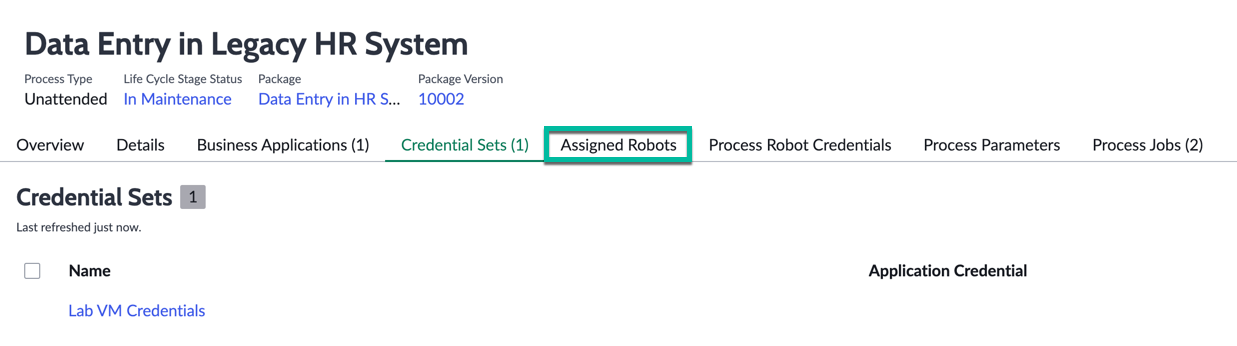 Data Entry in Legacy HR System
Process Type Life Cycle Stage Status Package Package Version
Unattended In Maintenance Data Entry in HR S... 10002
Overview Details Business Applications (1) Credential Sets (1) Assigned Robots Process Robot Credentials Process Parameters Process Jobs (2)
Credential Sets 1
Last refreshed just now.
Name Application Credential
Lab VM Credentials